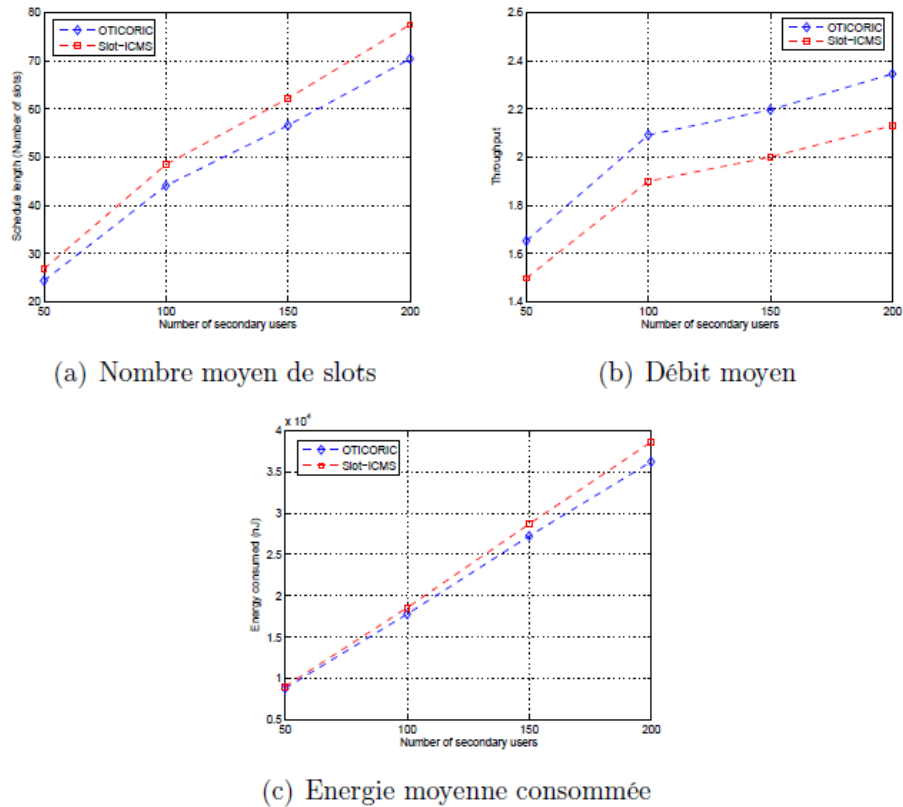 80
70
60
50
40
30
20
Schedule length (Number of slots)
OTICORIC
Slot-ICMS
50 100 150 200
Number of secondary users
(a) Nombre moyen de slots
2.6
2.4
2.2
2
1.8
1.6
1.4
Throughput
OTICORIC
Slot-ICMS
50 100 150 200
Number of secondary users
(b) Débit moyen
x 10⁴
4
3.5
3
2.5
2
1.5
1
0.5
Energy consumed (nJ)
OTICORIC
Slot-ICMS
50 100 150 200
Number of secondary users
(c) Energie moyenne consommée